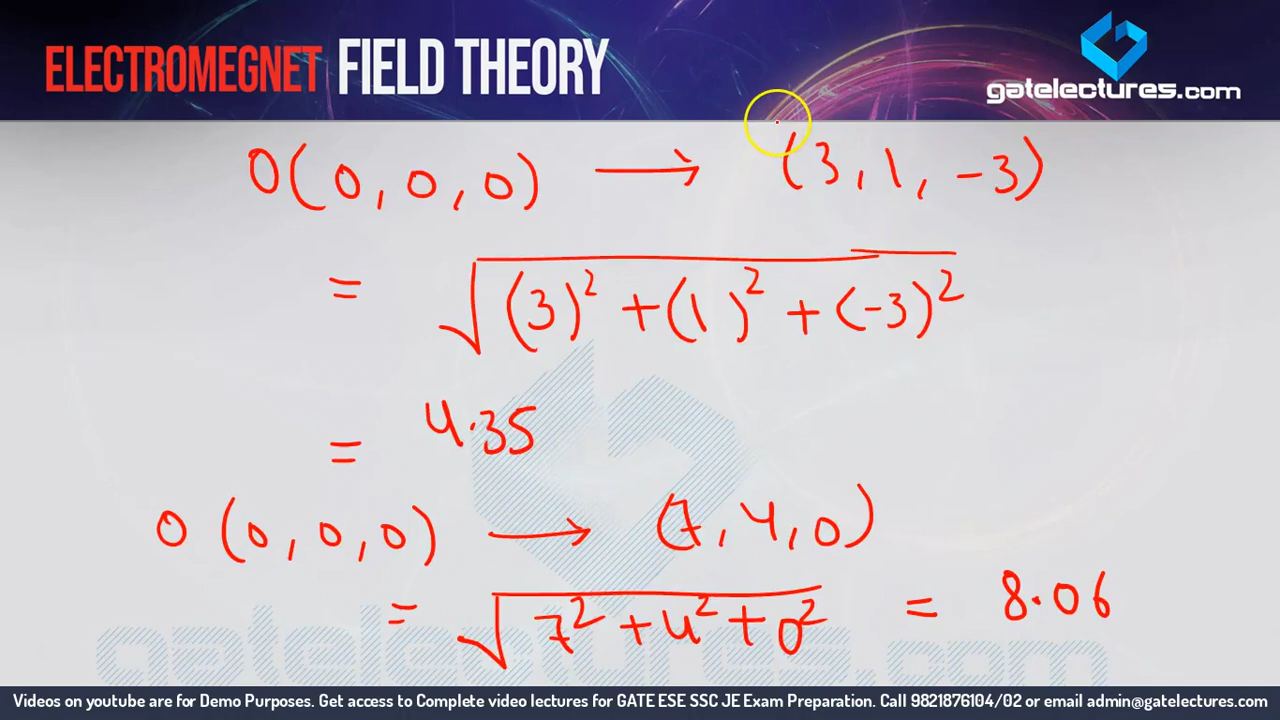 ELECTROMEGNET FIELD THEORY
gatelectures.com
O(0, 0, 0) → (3, 1, -3)
= √(3)² + (1)² + (-3)²
= 4.35
O (0, 0, 0) → (7, 4, 0)
= √7² + 4² + 0² = 8.06
gatelectures.com
Videos on youtube are for Demo Purposes. Get access to Complete video lectures for GATE ESE SSC JE Exam Preparation. Call 9821876104/02 or email admin@gatelectures.com